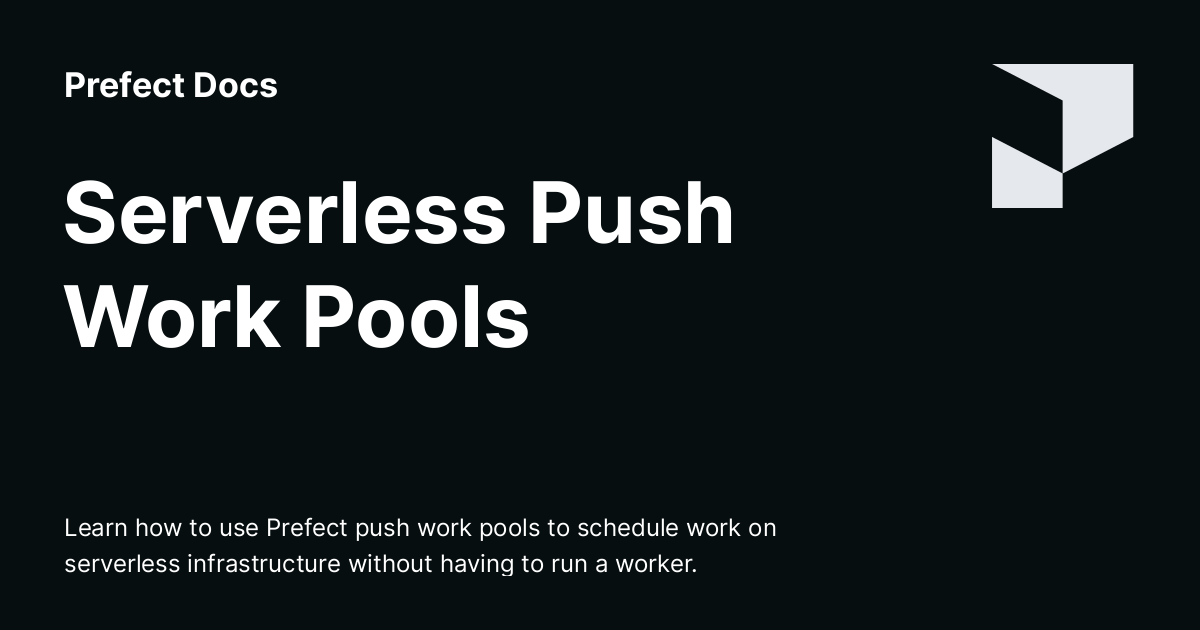 Prefect Docs
Serverless Push
Work Pools
Learn how to use Prefect push work pools to schedule work on
serverless infrastructure without having to run a worker.